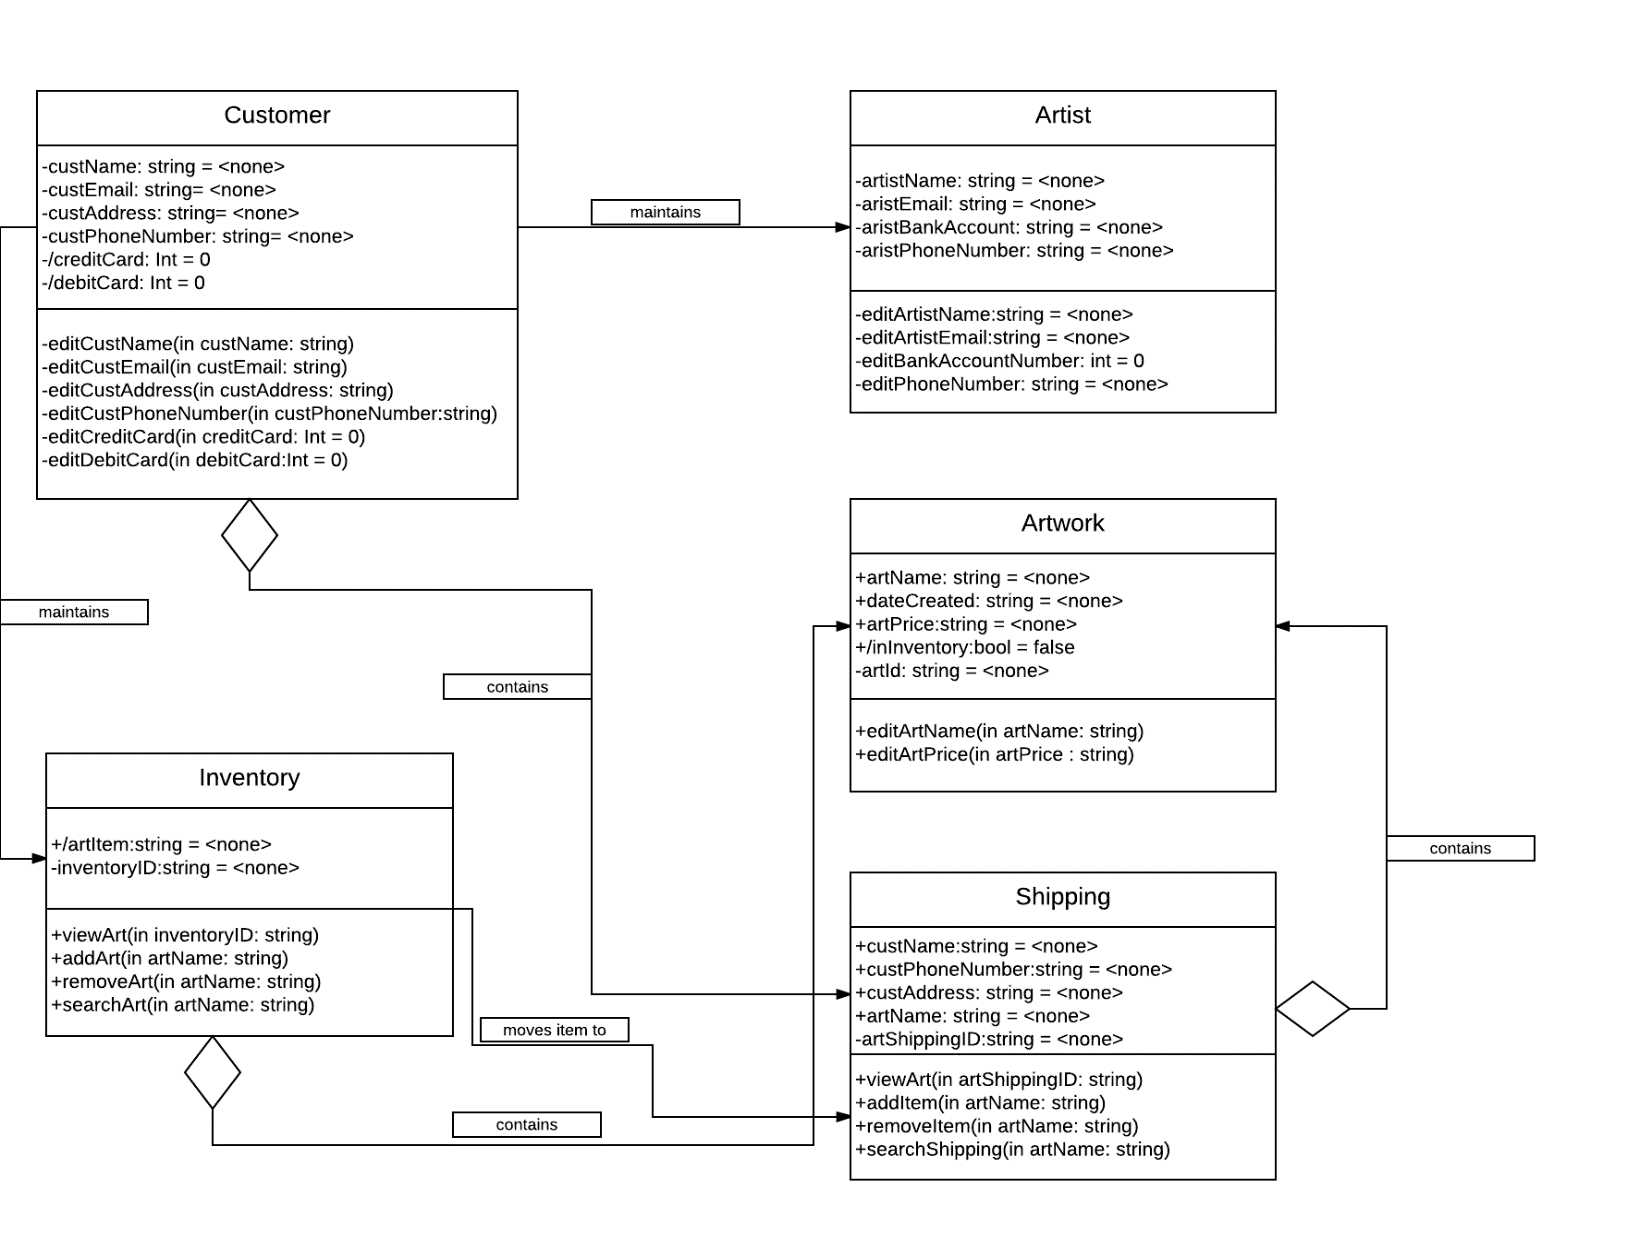 Customer
-custName: string = <none>
-custEmail: string= <none>
-custAddress: string= <none>
-custPhoneNumber: string= <none>
-/creditCard: Int = 0
-/debitCard: Int = 0
-editCustName(in custName: string)
-editCustEmail(in custEmail: string)
-editCustAddress(in custAddress: string)
-editCustPhoneNumber(in custPhoneNumber:string)
-editCreditCard(in creditCard: Int = 0)
-editDebitCard(in debitCard:Int = 0)
maintains
Artist
-artistName: string = <none>
-aristEmail: string = <none>
-aristBankAccount: string = <none>
-aristPhoneNumber: string = <none>
-editArtistName:string = <none>
-editArtistEmail:string = <none>
-editBankAccountNumber: int = 0
-editPhoneNumber: string = <none>
maintains
contains
Artwork
+artName: string = <none>
+dateCreated: string = <none>
+artPrice:string = <none>
+/inInventory:bool = false
-artId: string = <none>
+editArtName(in artName: string)
+editArtPrice(in artPrice : string)
Inventory
+/artItem:string = <none>
-inventoryID:string = <none>
+viewArt(in inventoryID: string)
+addArt(in artName: string)
+removeArt(in artName: string)
+searchArt(in artName: string)
moves item to
contains
Shipping
+custName:string = <none>
+custPhoneNumber:string = <none>
+custAddress: string = <none>
+artName: string = <none>
-artShippingID:string = <none>
+viewArt(in artShippingID: string)
+addItem(in artName: string)
+removeItem(in artName: string)
+searchShipping(in artName: string)
contains